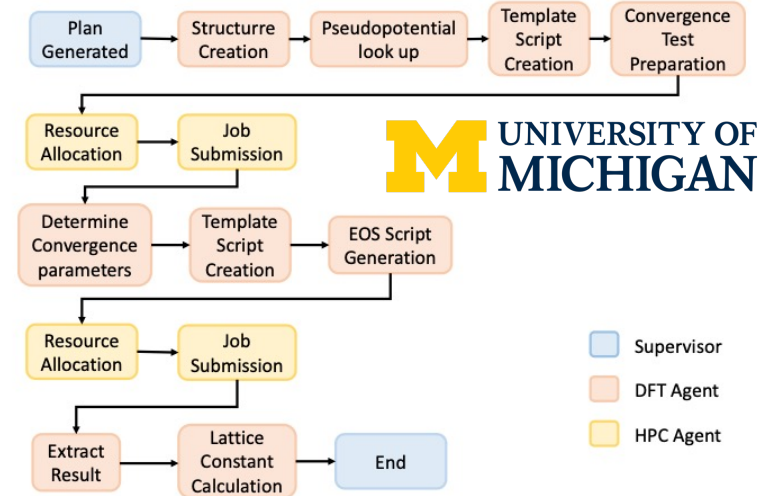 Plan
Generated
Structurre
Creation
Pseudopotential
look up
Template
Script
Creation
Convergence
Test
Preparation
Resource
Allocation
Job
Submission
M
UNIVERSITY OF
MICHIGAN
Determine
Convergence
parameters
Template
Script
Creation
EOS Script
Generation
Resource
Allocation
Job
Submission
Supervisor
DFT Agent
HPC Agent
Extract
Result
Lattice
Constant
Calculation
End